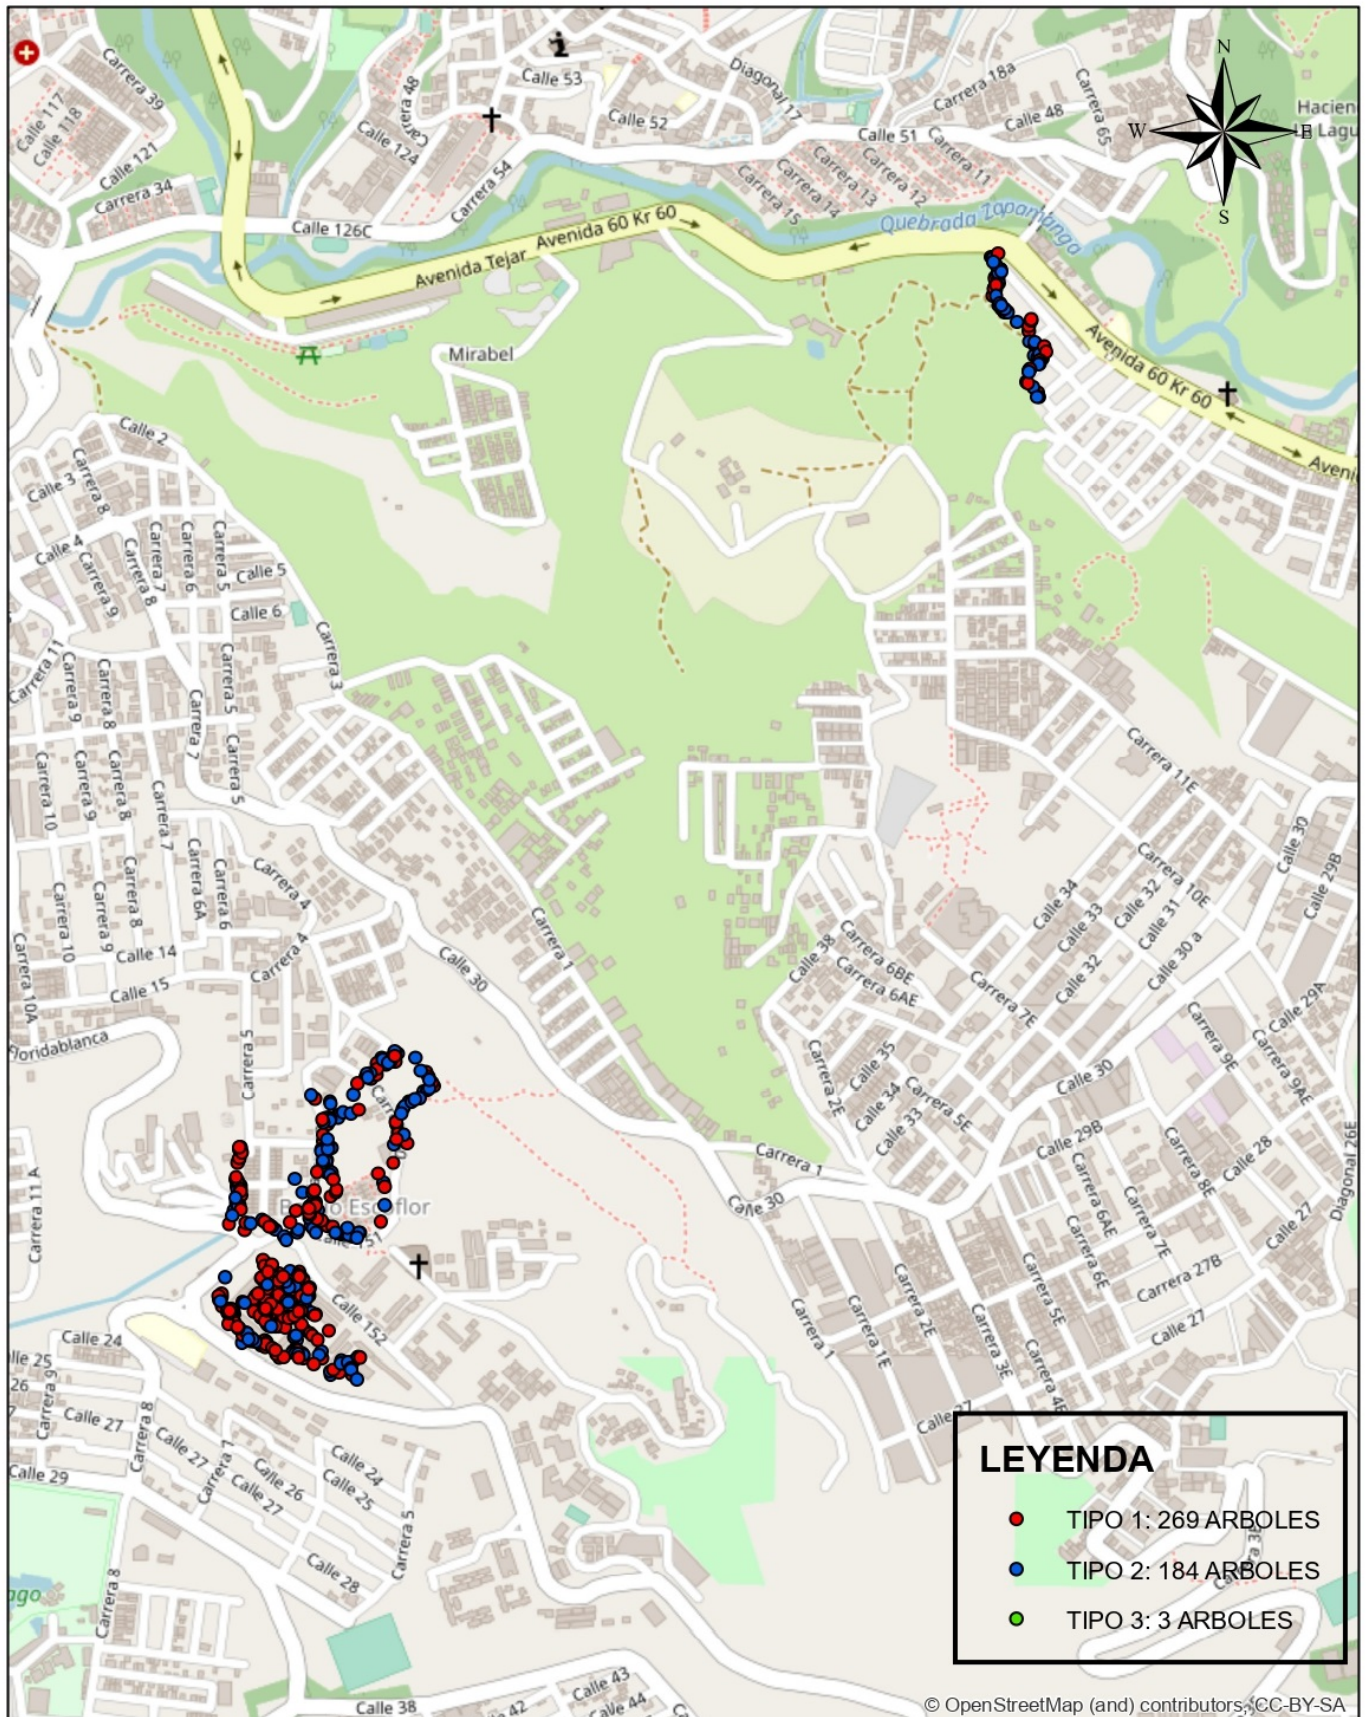 N
W
E
S
Carrera 39
Calle 117
Calle 118
Calle 121
Carrera 34
Carrera 48
Calle 124
Calle 53
Calle 52
Diagonal 17
Carrera 18a
Calle 48
Carrera 65
Hacien
Lagu
Calle 51
Carrera 54
Carrera 15
Carrera 14
Carrera 13
Carrera 12
Carrera 11
Quebrada Zapamanga
Calle 126C
Avenida Tejar
Avenida 60 Kr 60
Avenida 60 Kr 60
Aveni
Mirabel
Calle 2
Calle 3
Carrera 8
Calle 4
Carrera 9
Carrera 8
Carrera 7
Carrera 6
Carrera 5
Calle 5
Calle 6
Carrera 3
Carrera 11
Carrera 9
Carrera 8
Carrera 7
Carrera 5
Carrera 10
Carrera 9
Carrera 8
Carrera 7
Carrera 5
Carrera 11E
Carrera 10
Carrera 9
Carrera 8
Carrera 6A
Carrera 6
Carrera 4
Carrera 4
Calle 14
Calle 15
Carrera 10A
Calle 30
Carrera 1
Calle 30
Calle 29B
Carrera 10E
Calle 34
Calle 33
Calle 32
Calle 31
Calle 32
Calle 30 a
Calle 38
Carrera 6BE
Carrera 6AE
Carrera 7E
Calle 29A
Carrera 9E
Carrera 9AE
Floridablanca
Carrera 5
Carrera 2E
Calle 35
Calle 34
Calle 33
Carrera 5E
Calle 30
Calle 29B
Carrera 8E
Calle 28
Diagonal 26E
Carrera 1
Calle 30
Carrera 6AE
Carrera 7E
Calle 27
Carrera 11 A
Carrera 6E
Carrera 27B
Calle 152
Carrera 1
Carrera 1E
Carrera 2E
Carrera 3E
Carrera 5E
Calle 27
Calle 24
lle 25
26
7
Carrera 9
Calle 27
Calle 29
Carrera 8
Calle 27
Carrera 7
Calle 26
Calle 27
Calle 24
Calle 25
Carrera 5
Calle 28
Calle 27
ago
Carrera 8
Calle 38
42
Calle 43
Calle 44
LEYENDA
TIPO 1: 269 ARBOLES
TIPO 2: 184 ARBOLES
TIPO 3: 3 ARBOLES
© OpenStreetMap (and) contributors, CC-BY-SA